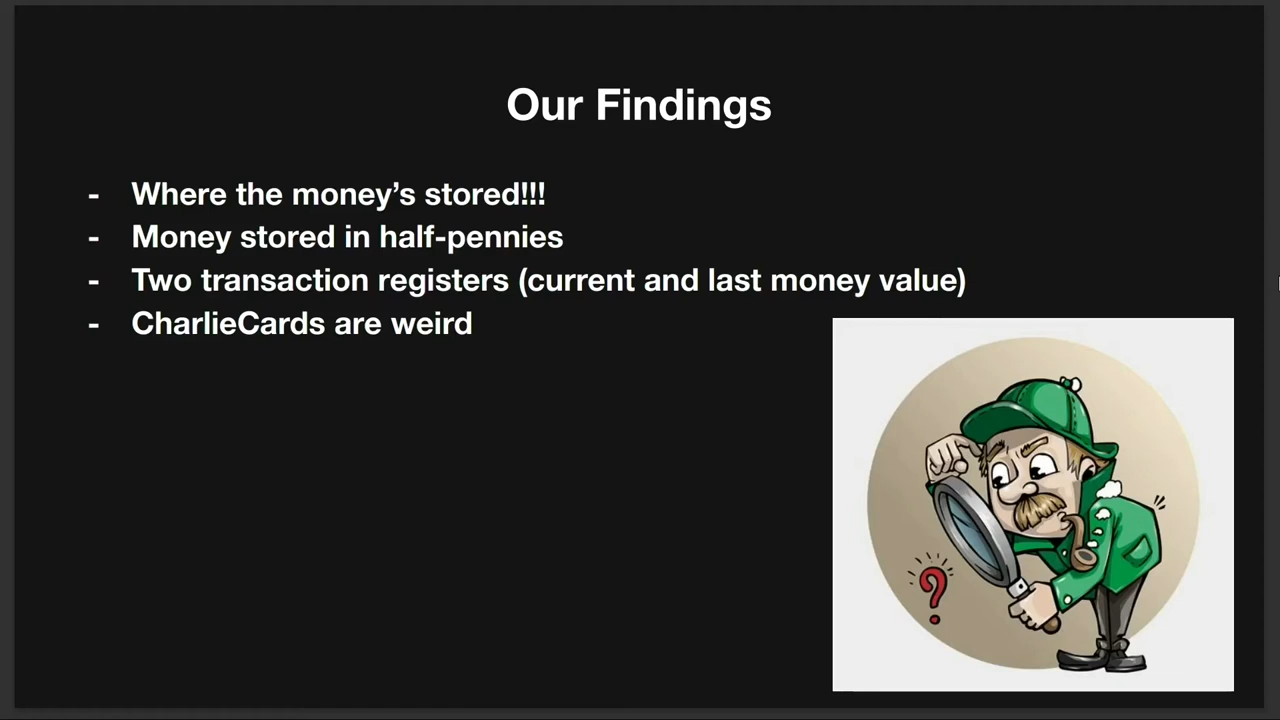 Our Findings
- Where the money’s stored!!!
- Money stored in half-pennies
- Two transaction registers (current and last money value)
- CharlieCards are weird
?